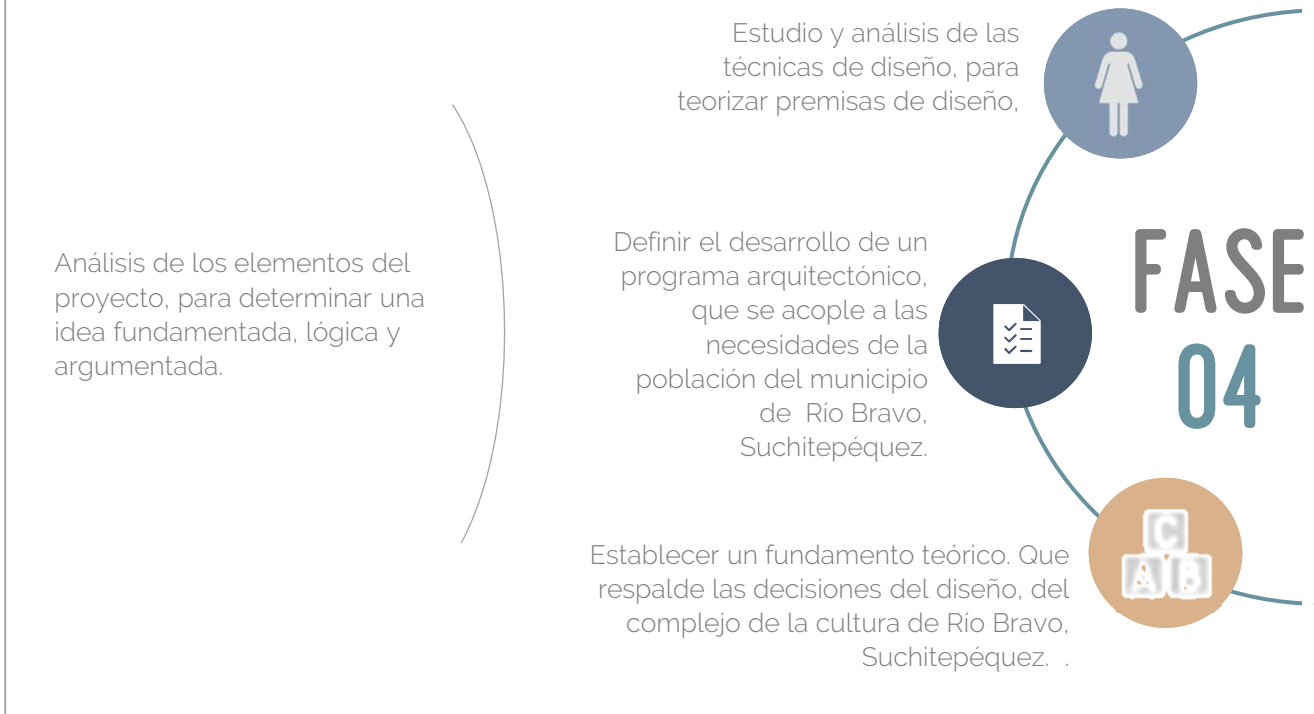 Análisis de los elementos del
proyecto, para determinar una
idea fundamentada, lógica y
argumentada.
Estudio y análisis de las
técnicas de diseño, para
teorizar premisas de diseño,
Definir el desarrollo de un
programa arquitectónico,
que se acople a las
necesidades de la
población del municipio
de Río Bravo,
Suchitepéquez.
Establecer un fundamento teórico. Que
respalde las decisiones del diseño, del
complejo de la cultura de Río Bravo,
Suchitepéquez. .
FASE
04
C
A B